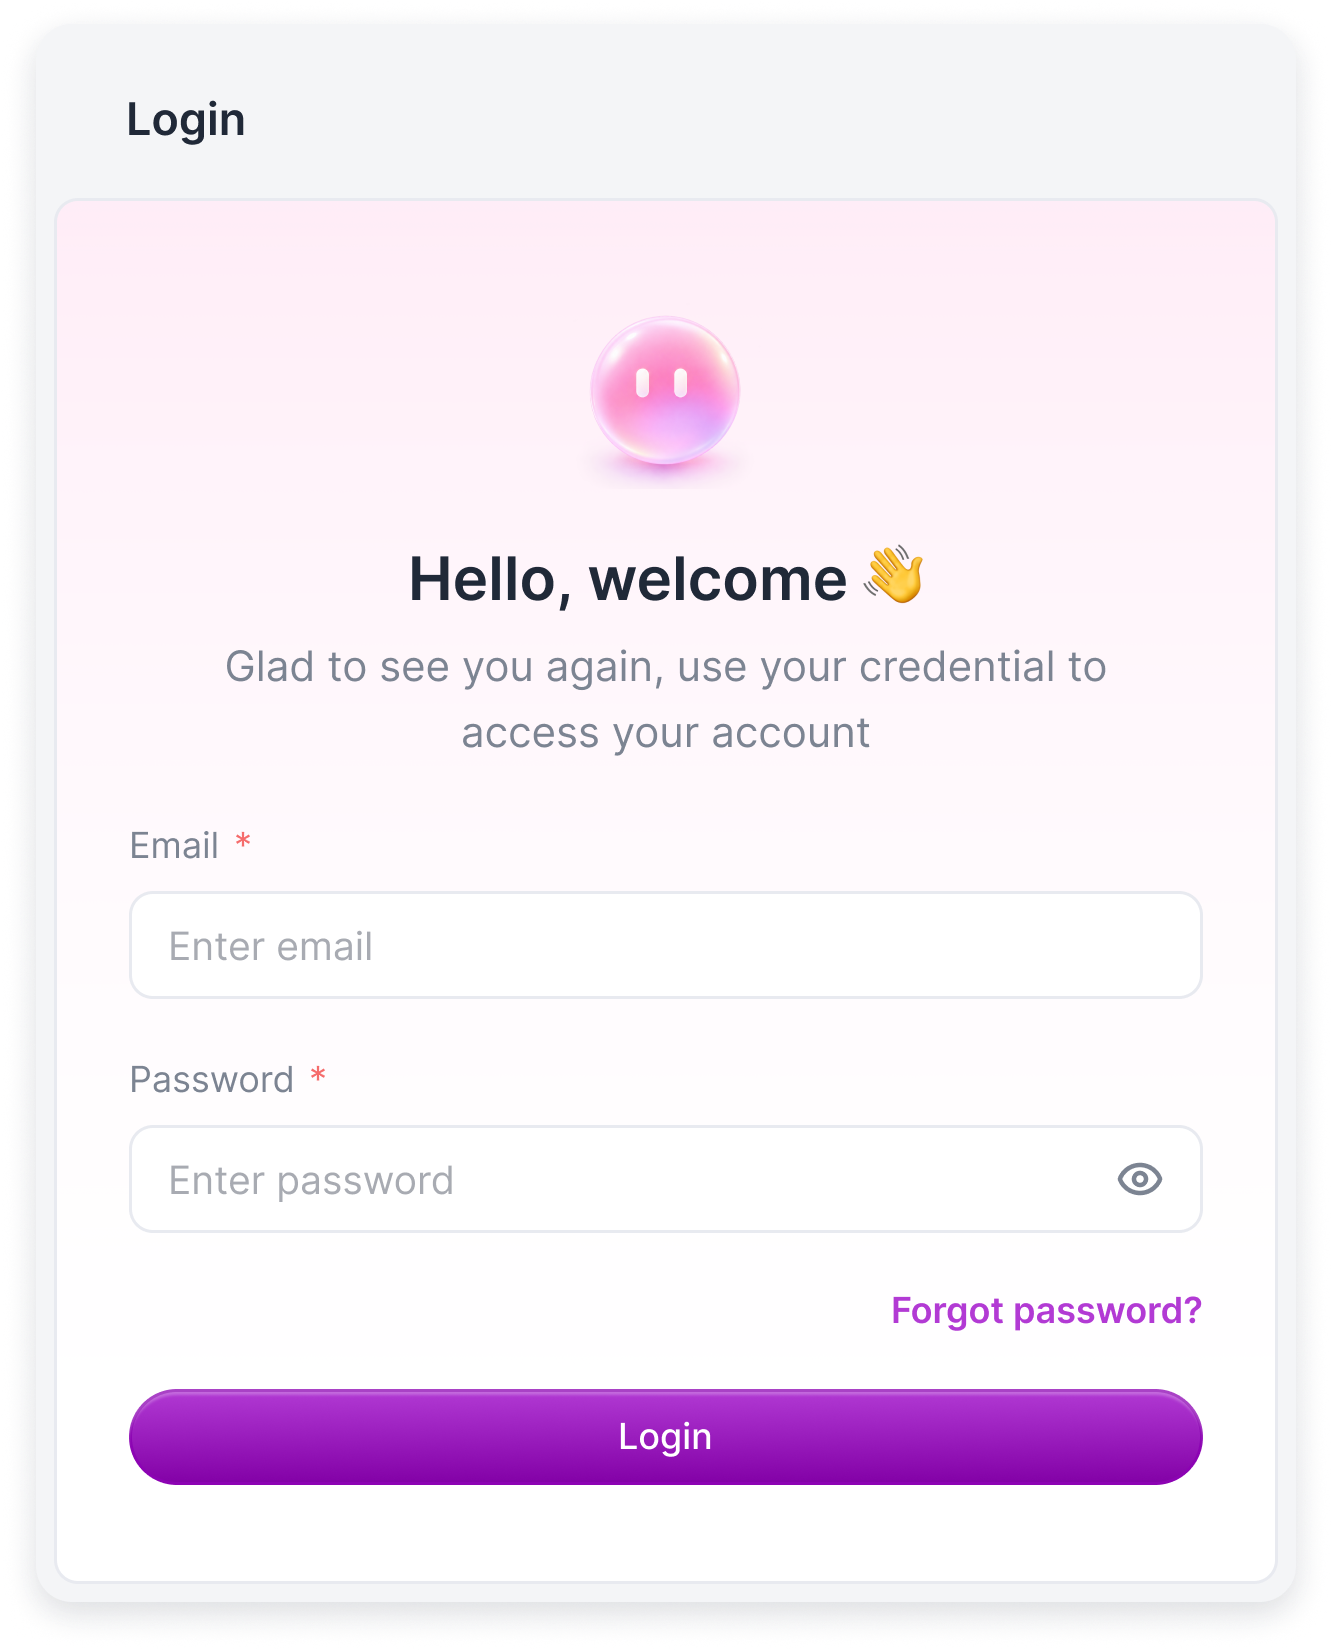 Login
Hello, welcome 👋
Glad to see you again, use your credential to
access your account
Email *
Enter email
Password *
Enter password
Forgot password?
Login